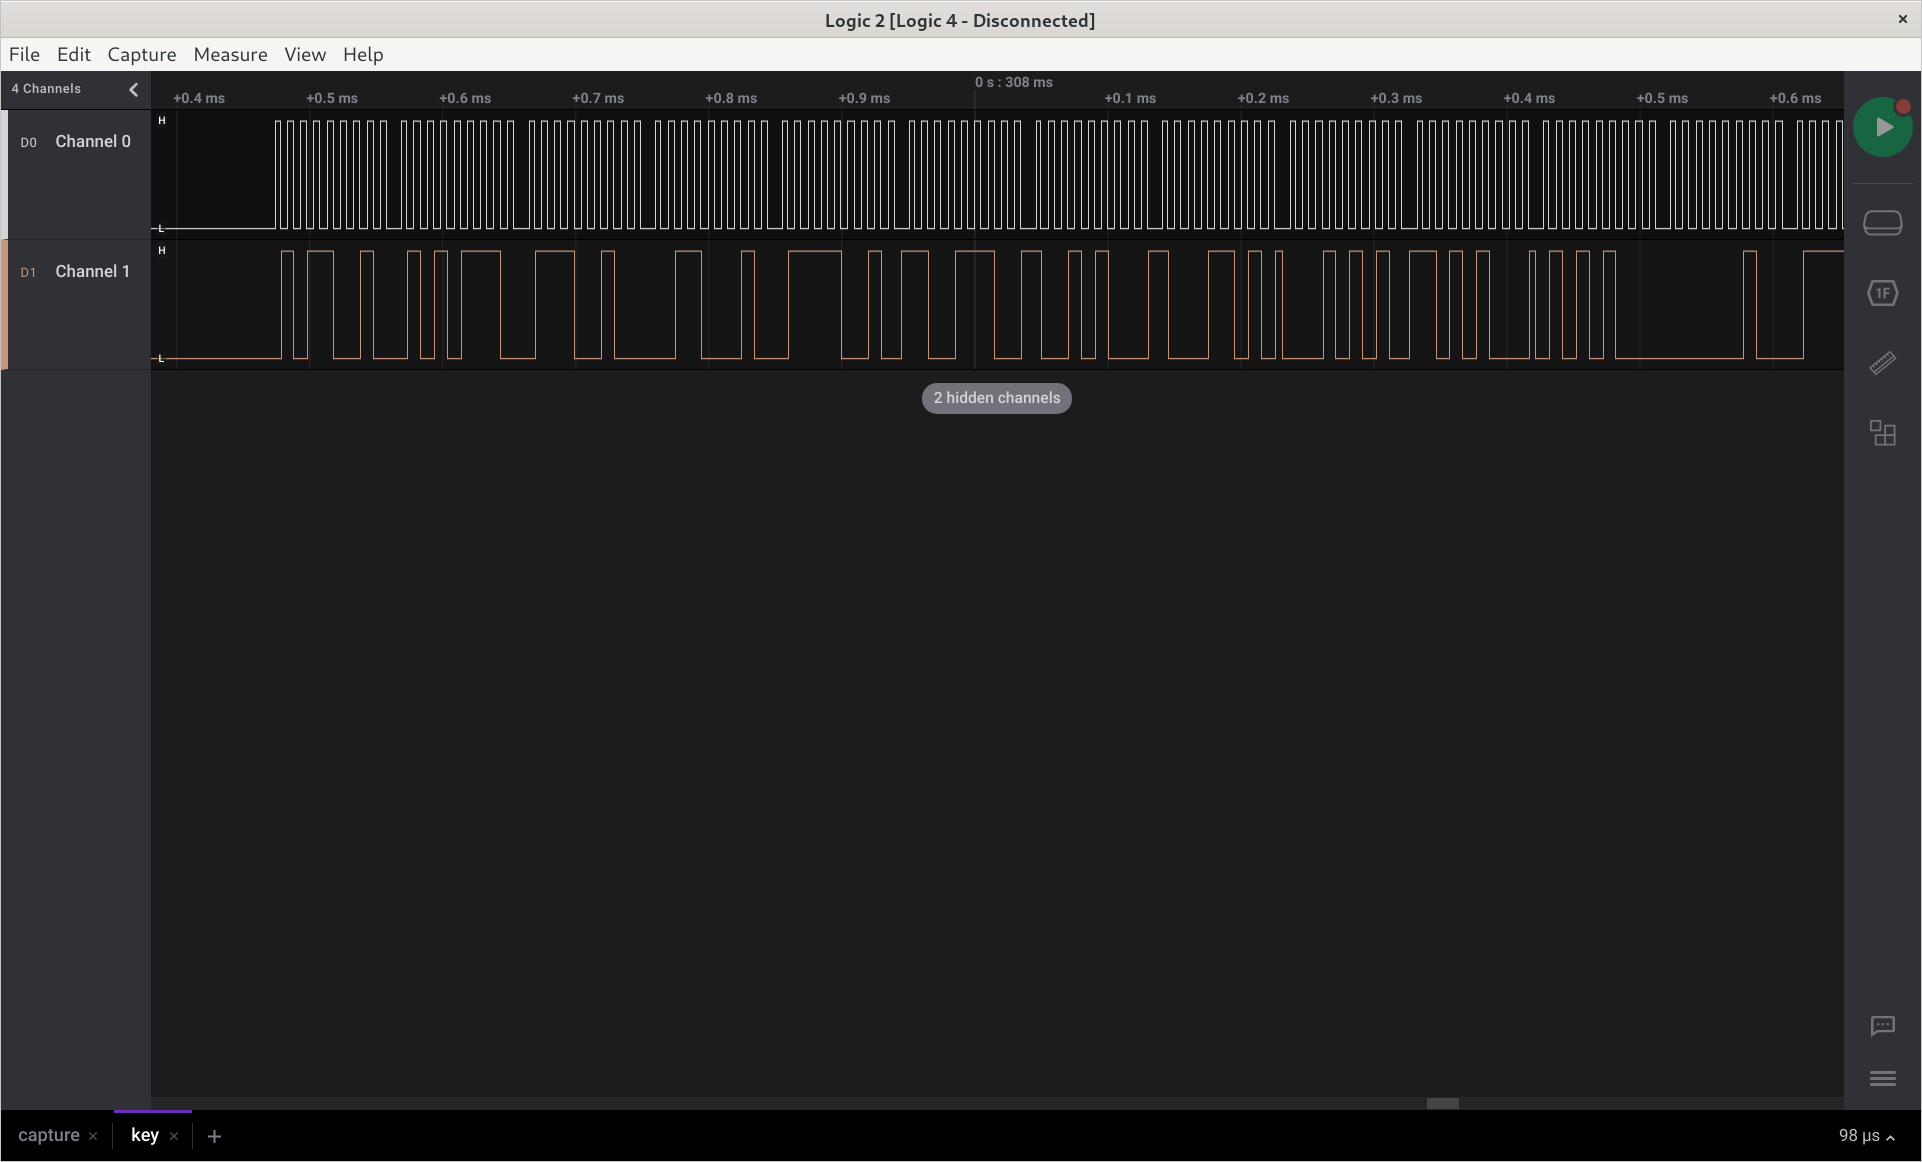 Logic 2 [Logic 4 - Disconnected]
×
File Edit Capture Measure View Help
4 Channels
0 s : 308 ms
+0.4 ms +0.5 ms +0.6 ms +0.7 ms +0.8 ms +0.9 ms +0.1 ms +0.2 ms +0.3 ms +0.4 ms +0.5 ms +0.6 ms
H
D0 Channel 0
L
H
D1 Channel 1
L
1F
2 hidden channels
capture × key × +
98 µs